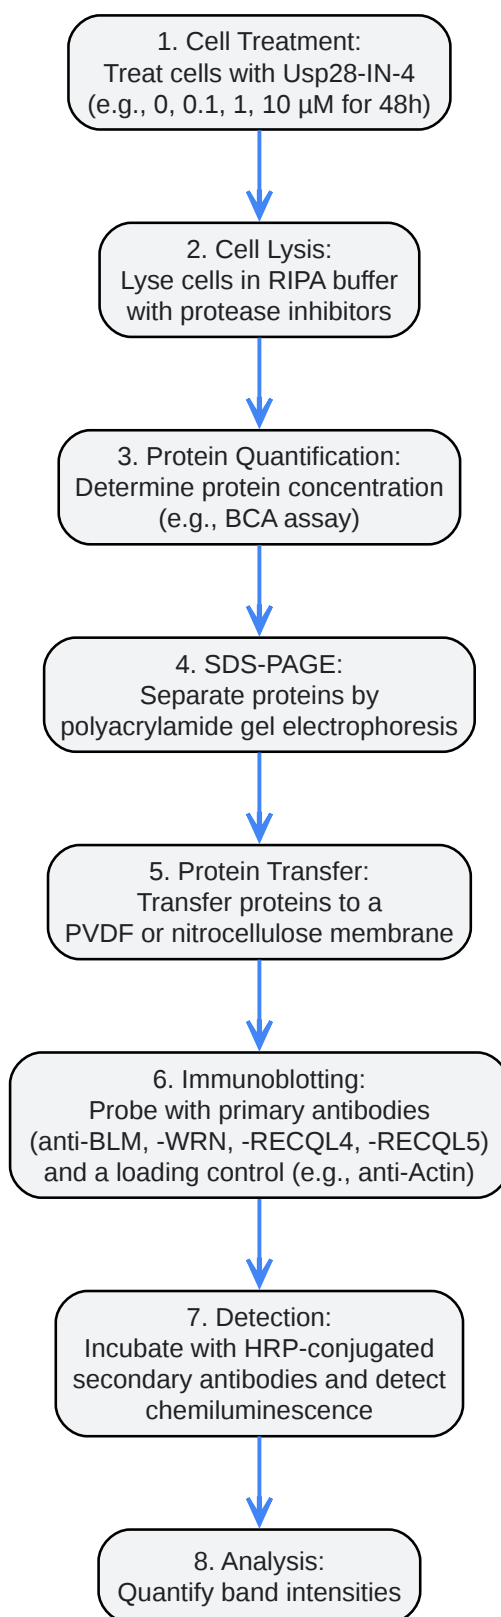 1. Cell Treatment:
Treat cells with Usp28-IN-4
(e.g., 0, 0.1, 1, 10 µM for 48h)
2. Cell Lysis:
Lyse cells in RIPA buffer
with protease inhibitors
3. Protein Quantification:
Determine protein concentration
(e.g., BCA assay)
4. SDS-PAGE:
Separate proteins by
polyacrylamide gel electrophoresis
5. Protein Transfer:
Transfer proteins to a
PVDF or nitrocellulose membrane
6. Immunoblotting:
Probe with primary antibodies
(anti-BLM, -WRN, -RECQL4, -RECQL5)
and a loading control (e.g., anti-Actin)
7. Detection:
Incubate with HRP-conjugated
secondary antibodies and detect
chemiluminescence
8. Analysis:
Quantify band intensities